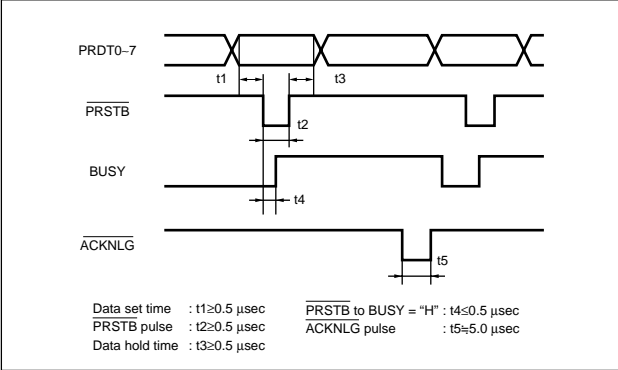 PRDT0–7
t1
t3
PRSTB
t2
BUSY
t4
ACKNLG
t5
Data set time : t1≥0.5 μsec
PRSTB pulse : t2≥0.5 μsec
Data hold time : t3≥0.5 μsec
PRSTB to BUSY = “H” : t4≤0.5 μsec
ACKNLG pulse : t5≒5.0 μsec